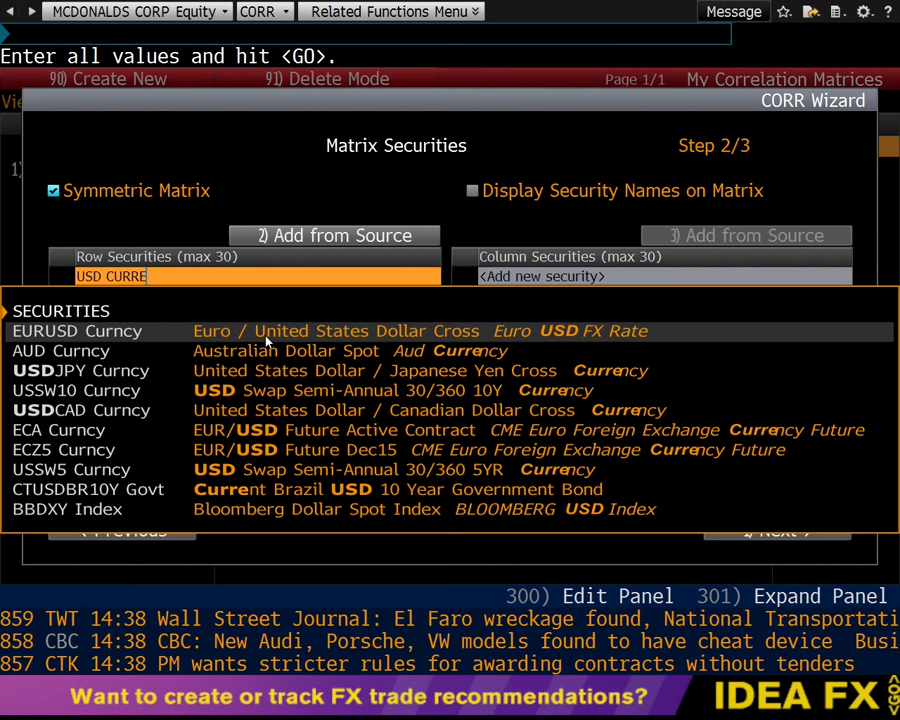 MCDONALDS CORP Equity CORR Related Functions Menu Message ?
Enter all values and hit <GO>.
90) Create New 91) Delete Mode Page 1/1 My Correlation Matrices
CORR Wizard
Matrix Securities Step 2/3
1)
Symmetric Matrix Display Security Names on Matrix
2) Add from Source 3) Add from Source
Row Securities (max 30) Column Securities (max 30)
USD CURRE <Add new security>
SECURITIES
EURUSD Curncy Euro / United States Dollar Cross Euro USD FX Rate
AUD Curncy Australian Dollar Spot Aud Currency
USDJPY Curncy United States Dollar / Japanese Yen Cross Currency
USSW10 Curncy USD Swap Semi-Annual 30/360 10Y Currency
USDCAD Curncy United States Dollar / Canadian Dollar Cross Currency
ECA Curncy EUR/USD Future Active Contract CME Euro Foreign Exchange Currency Future
ECZ5 Curncy EUR/USD Future Dec15 CME Euro Foreign Exchange Currency Future
USSW5 Curncy USD Swap Semi-Annual 30/360 5YR Currency
CTUSDBR10Y Govt Current Brazil USD 10 Year Government Bond
BBDXY Index Bloomberg Dollar Spot Index BLOOMBERG USD Index
< Previous 1) Next >
300) Edit Panel 301) Expand Panel
859 TWT 14:38 Wall Street Journal: El Faro wreckage found, National Transportati
858 CBC 14:38 CBC: New Audi, Porsche, VW models found to have cheat device Busi
857 CTK 14:38 PM wants stricter rules for awarding contracts without tenders
Want to create or track FX trade recommendations? IDEA FX <GO>